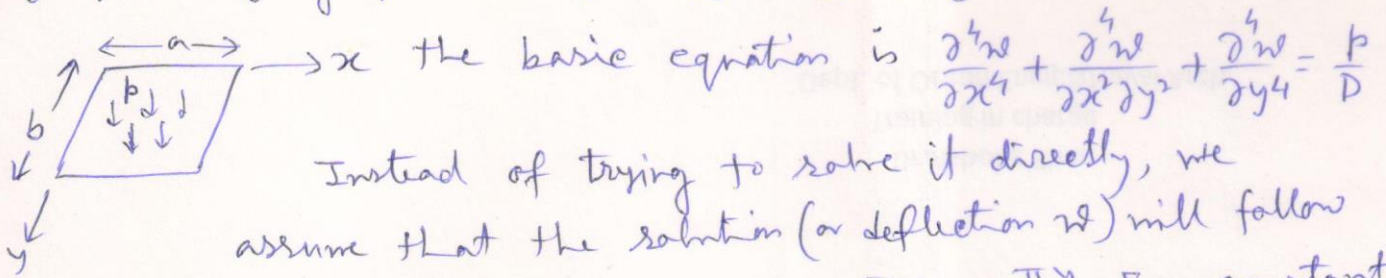 a → x the basic equation is ∂⁴w/∂x⁴ + ∂⁴w/∂x²∂y² + ∂⁴w/∂y⁴ = p/D
b p
Instead of trying to solve it directly, we
y assume that the solution (or deflection w) will follow